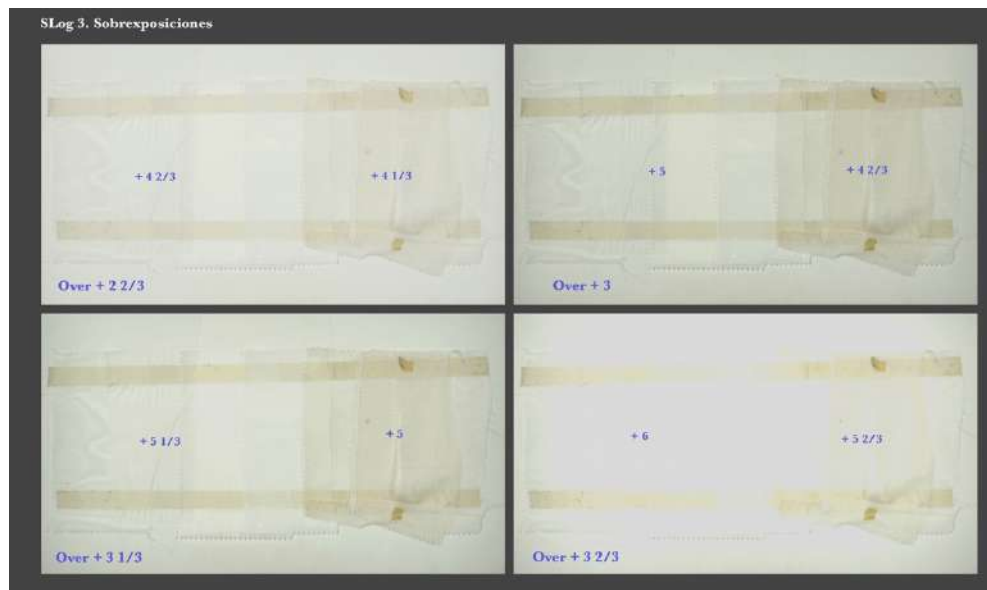 SLog 3. Sobrexposiciones
+ 4 2/3
+ 4 1/3
Over + 2 2/3
+ 5
+ 4 2/3
Over + 3
+ 5 1/3
+ 5
Over + 3 1/3
+ 6
+ 5 2/3
Over + 3 2/3